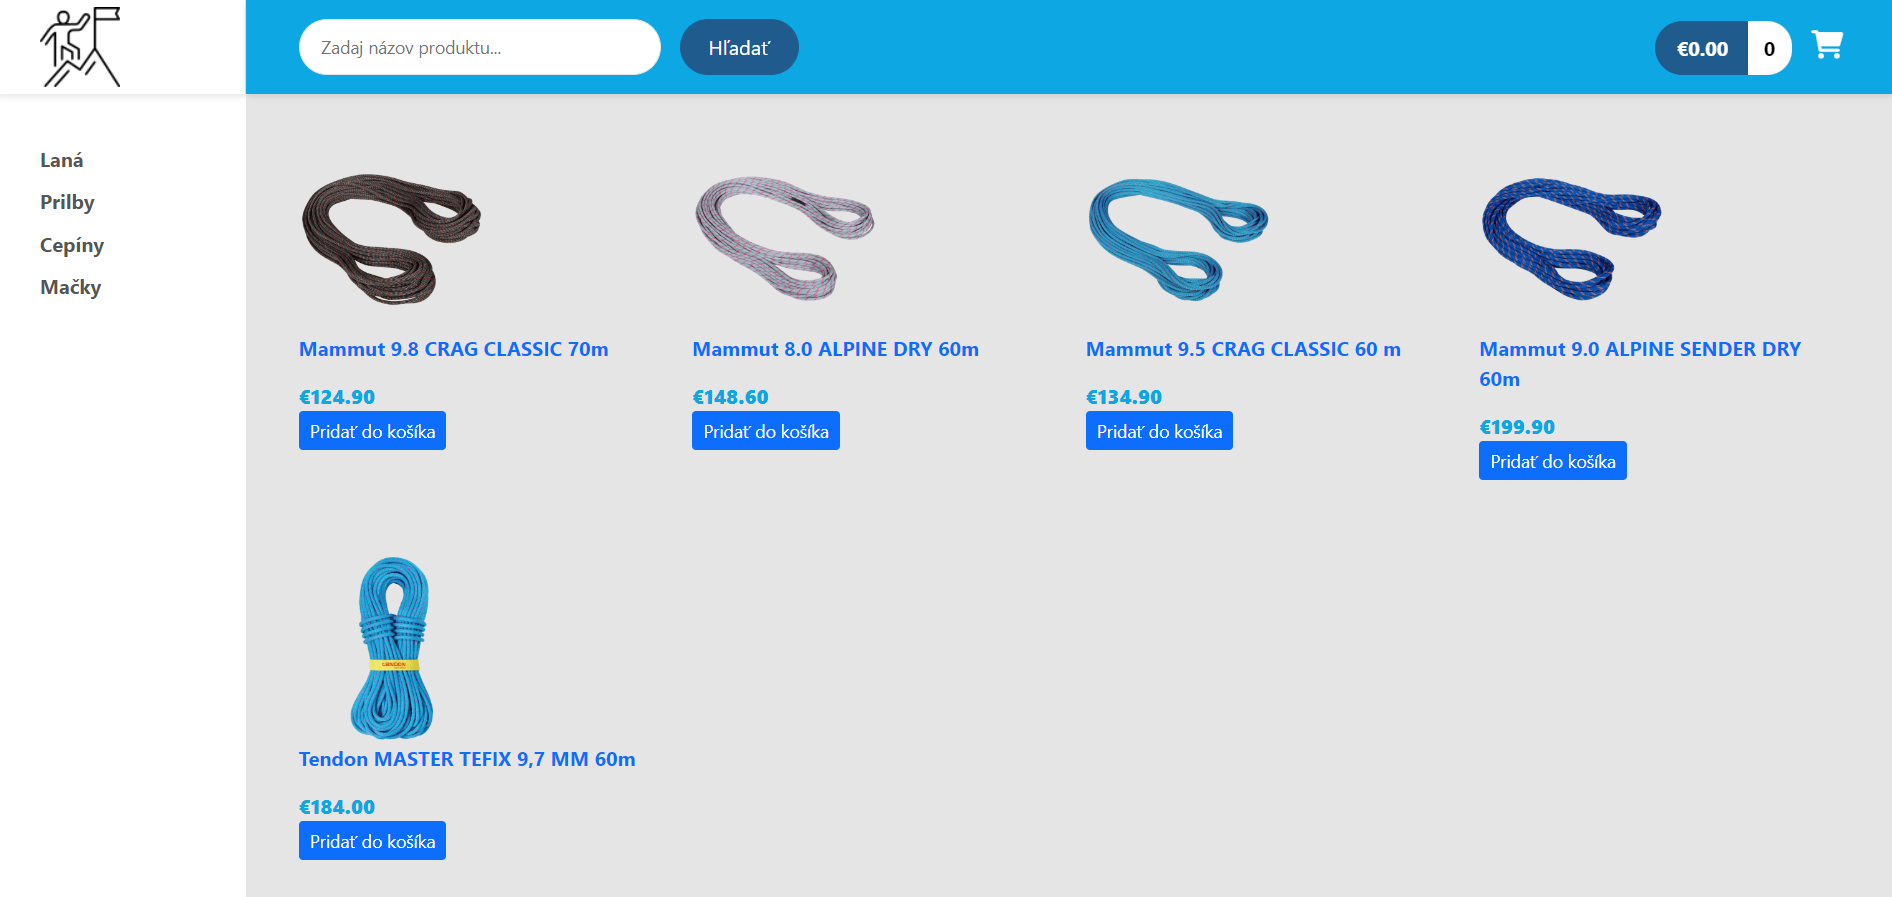 Zadaj názov produktu...
Hľadať
€0.00
0
Laná
Prilby
Cepíny
Mačky
Mammut 9.8 CRAG CLASSIC 70m
€124.90
Pridať do košíka
Mammut 8.0 ALPINE DRY 60m
€148.60
Pridať do košíka
Mammut 9.5 CRAG CLASSIC 60 m
€134.90
Pridať do košíka
Mammut 9.0 ALPINE SENDER DRY
60m
€199.90
Pridať do košíka
Tendon MASTER TEFIX 9,7 MM 60m
€184.00
Pridať do košíka